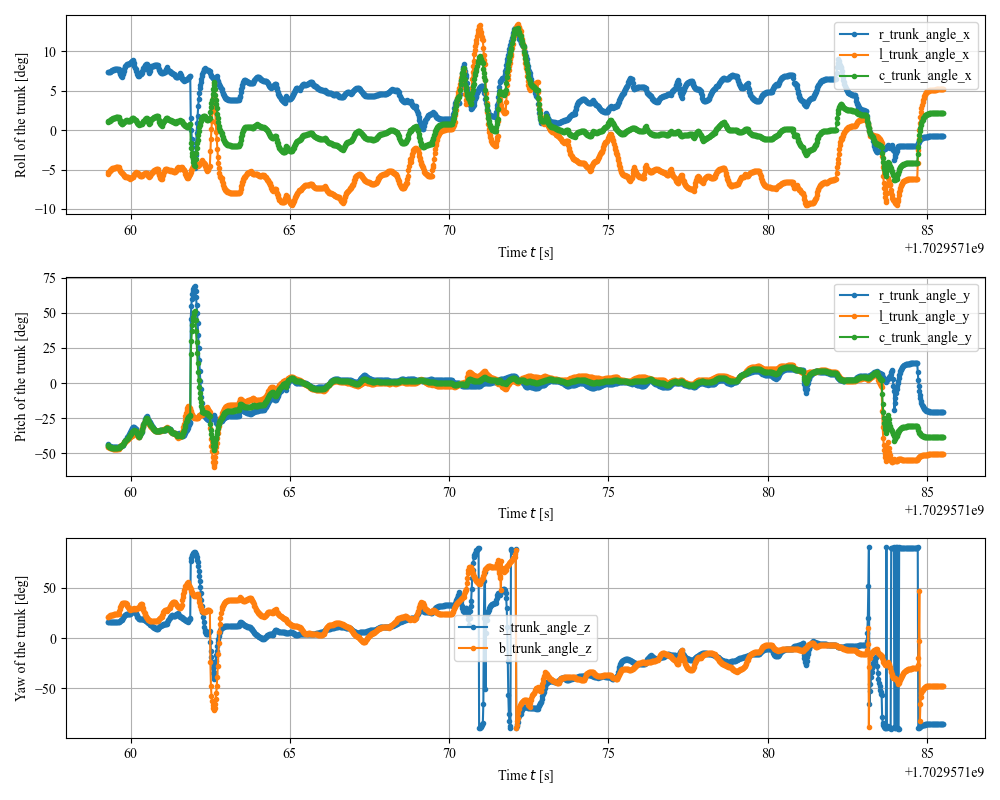 Roll of the trunk [deg]
10
5
0
−5
−10
r_trunk_angle_x
l_trunk_angle_x
c_trunk_angle_x
60 65 70 75 80 85
Time t [s]
+1.7029571e9
Pitch of the trunk [deg]
75
50
25
0
−25
−50
r_trunk_angle_y
l_trunk_angle_y
c_trunk_angle_y
60 65 70 75 80 85
Time t [s]
+1.7029571e9
Yaw of the trunk [deg]
50
0
−50
s_trunk_angle_z
b_trunk_angle_z
60 65 70 75 80 85
Time t [s]
+1.7029571e9